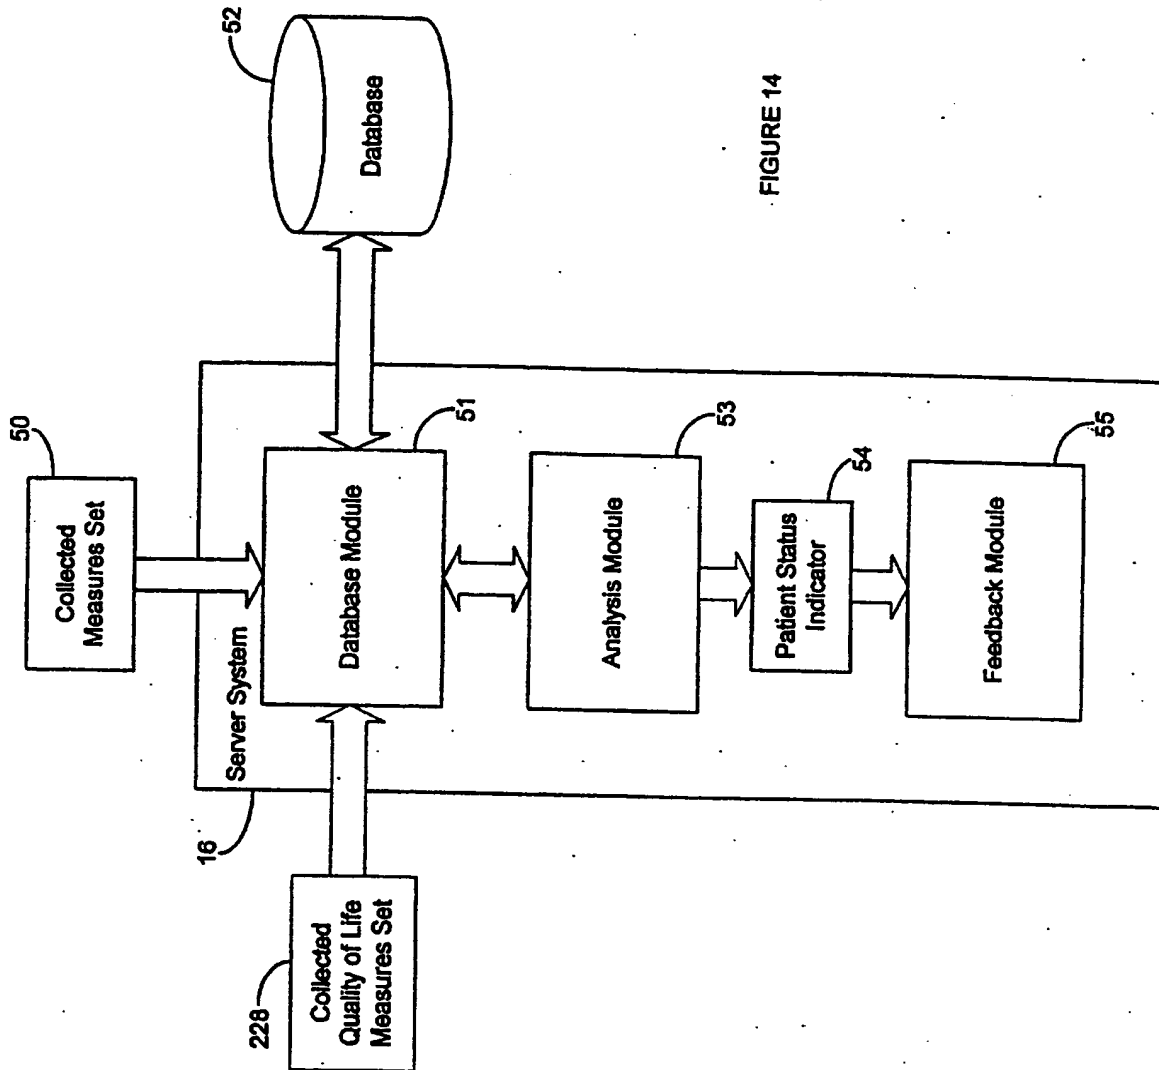 50
Collected
Measures Set
52
Database
Server System
16
51
Database Module
228
Collected
Quality of Life
Measures Set
53
Analysis Module
54
Patient Status
Indicator
55
Feedback Module
FIGURE 14